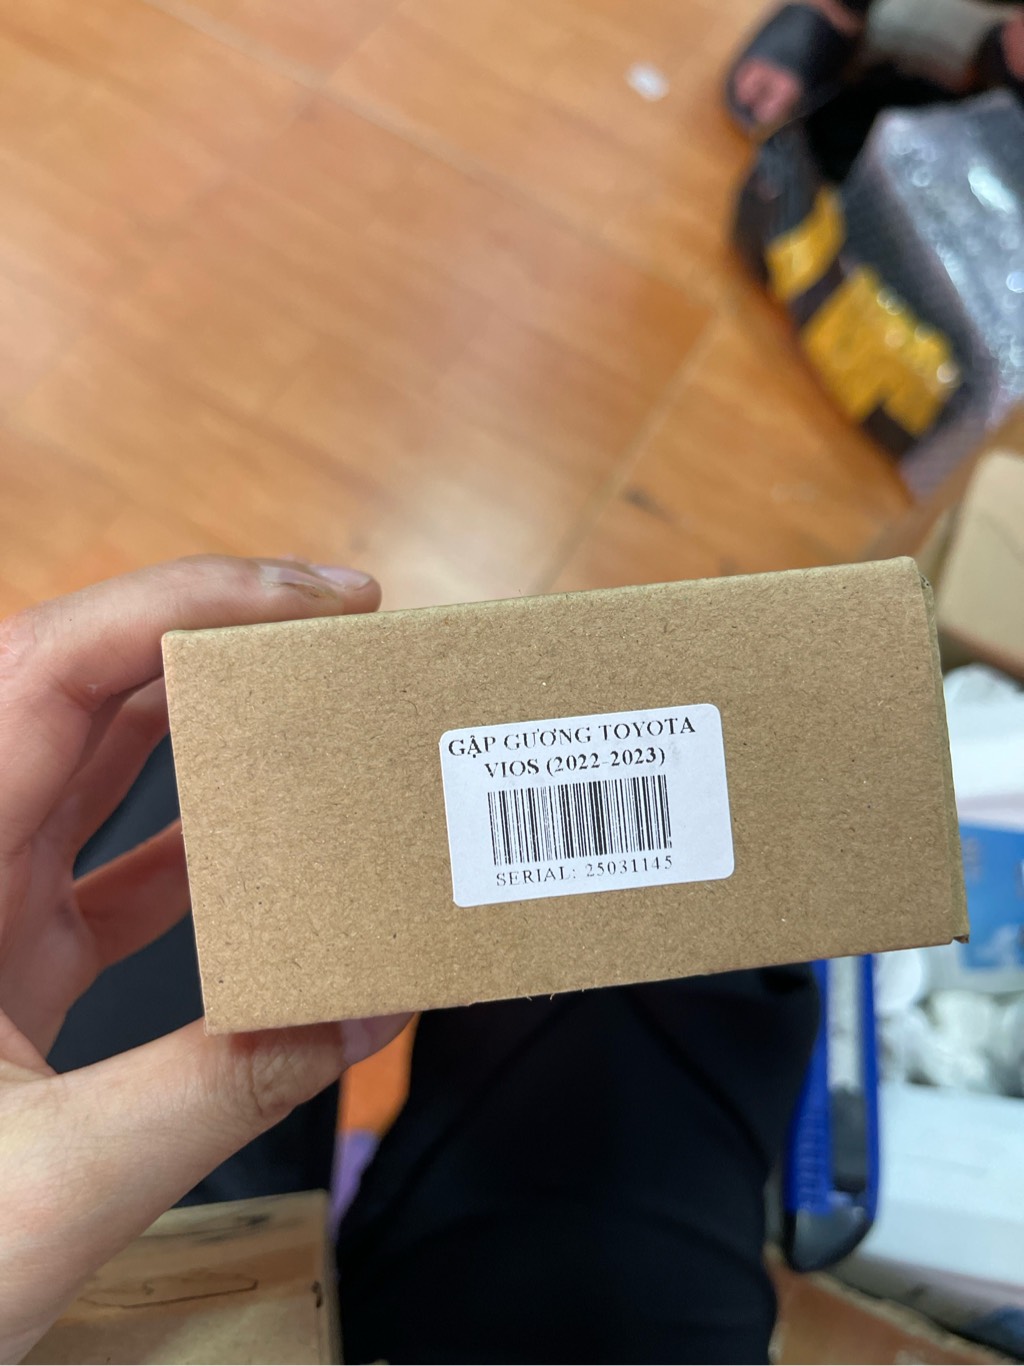 GẬP GƯƠNG TOYOTA
VIOS (2022-2023)
SERIAL: 25031145